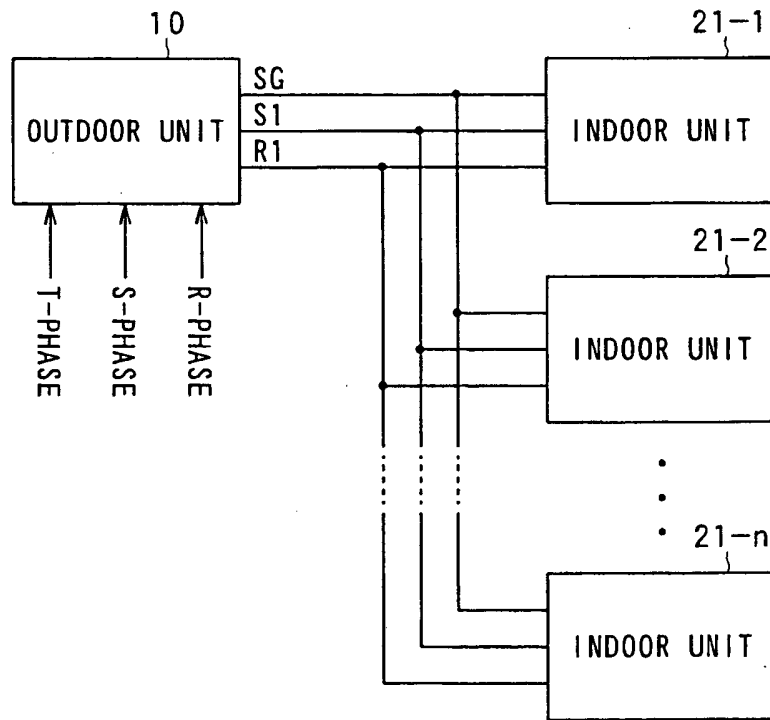 10
21-1
OUTDOOR UNIT
SG
S1
R1
INDOOR UNIT
T-PHASE
S-PHASE
R-PHASE
21-2
INDOOR UNIT
21-n
INDOOR UNIT